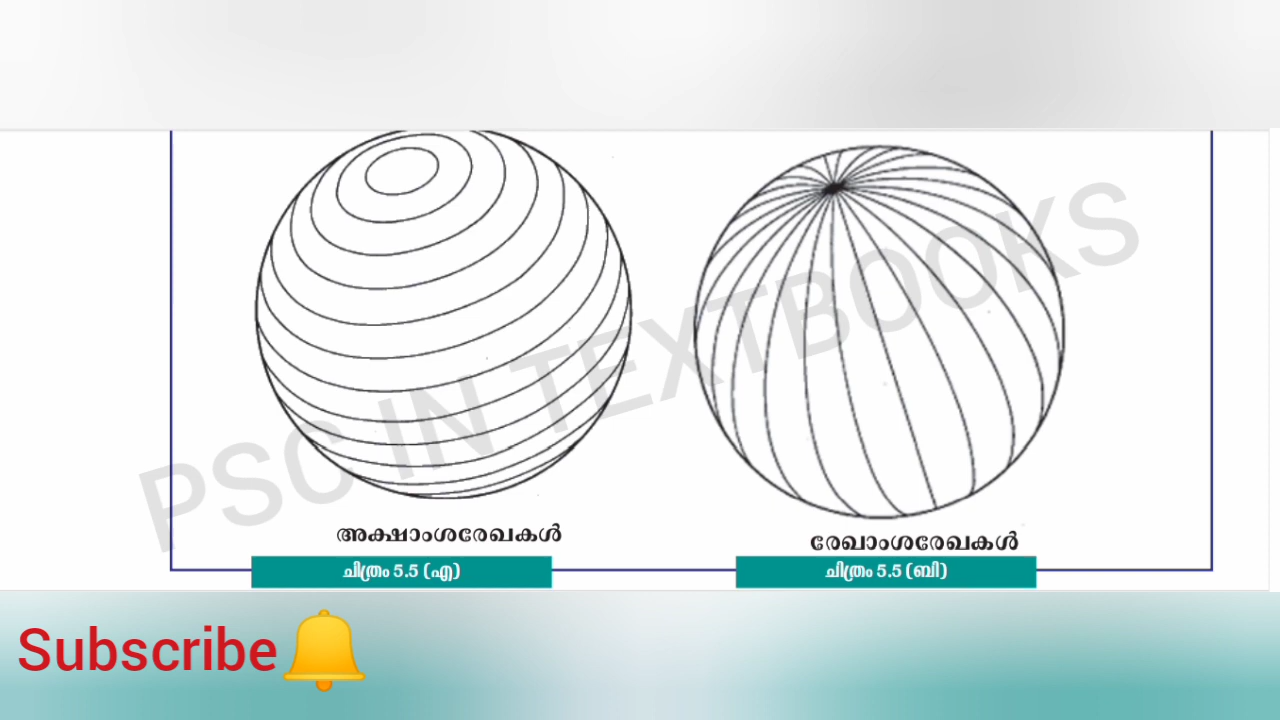 PSC IN TEXTBOOKS
അക്ഷാംശരേഖകൾ
രേഖാംശരേഖകൾ
ചിത്രം 5.5 (എ)
ചിത്രം 5.5 (ബി)
Subscribe